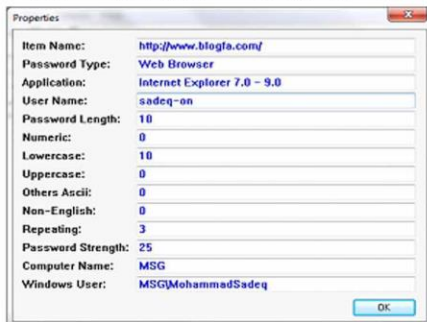 Properties
Item Name: http://www.blogfa.com/
Password Type: Web Browser
Application: Internet Explorer 7.0 - 9.0
User Name: sadeq-on
Password Length: 10
Numeric: 0
Lowercase: 10
Uppercase: 0
Others Ascii: 0
Non-English: 0
Repeating: 3
Password Strength: 25
Computer Name: MSG
Windows User: MSG\MohammadSadeq
OK